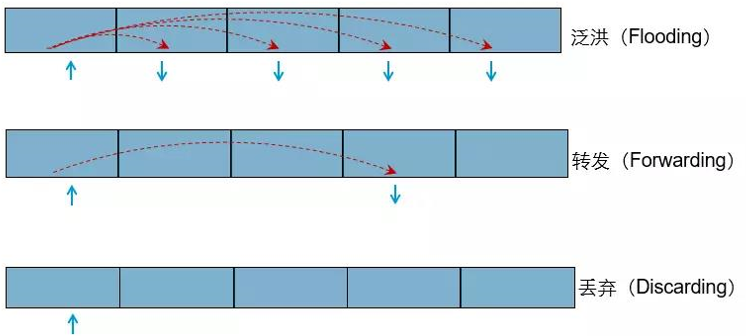 泛洪（Flooding）
转发（Forwarding）
丢弃（Discarding）